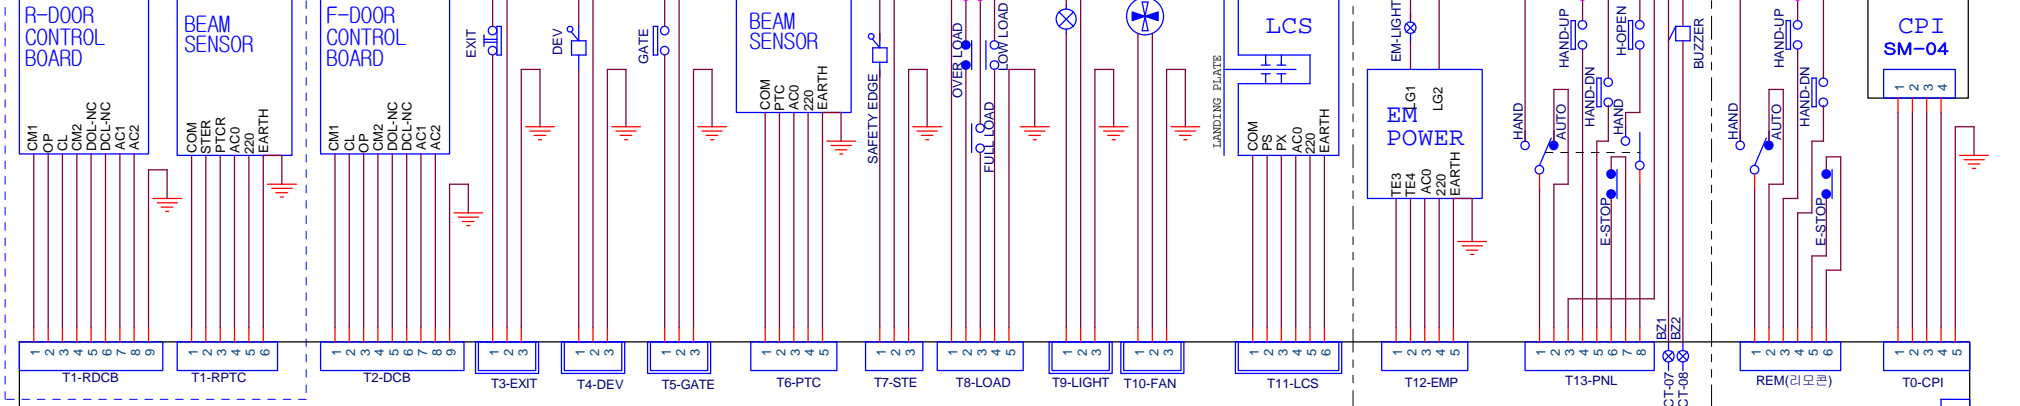 R-DOOR
CONTROL
BOARD
CM1
OP
CL
CM2
DOL-NC
DCL-NC
AC1
AC2
BEAM
SENSOR
COM
STER
PTCR
AC0
220
EARTH
F-DOOR
CONTROL
BOARD
CM1
CL
OP
CM2
DOL-NC
DCL-NC
AC1
AC2
EXIT
DEV
GATE
BEAM
SENSOR
COM
PTC
AC0
220
EARTH
SAFETY EDGE
OVER LOAD
LOW LOAD
FULL LOAD
LCS
LANDING PLATE
COM
PS
PX
AC0
220
EARTH
EM-LIGHT
LG1
LG2
EM
POWER
TE3
TE4
AC0
220
EARTH
HAND
AUTO
HAND-UP
HAND-DN
HAND
H-OPEN
E-STOP
BUZZER
BZ1
BZ2
HAND
AUTO
HAND-UP
HAND-DN
E-STOP
CPI
SM-04
1 2 3 4
1 2 3 4 5 6 7 8 9
T1-RDCB
1 2 3 4 5 6
T1-RPTC
1 2 3 4 5 6 7 8 9
T2-DCB
1 2 3
T3-EXIT
1 2 3
T4-DEV
1 2 3
T5-GATE
1 2 3 4 5
T6-PTC
1 2 3
T7-STE
1 2 3 4 5
T8-LOAD
1 2 3
T9-LIGHT
1 2 3
T10-FAN
1 2 3 4 5 6
T11-LCS
1 2 3 4 5
T12-EMP
1 2 3 4 5 6 7 8
T13-PNL
CT-07
CT-08
1 2 3 4 5 6
REM(리모콘)
1 2 3 4 5
T0-CPI